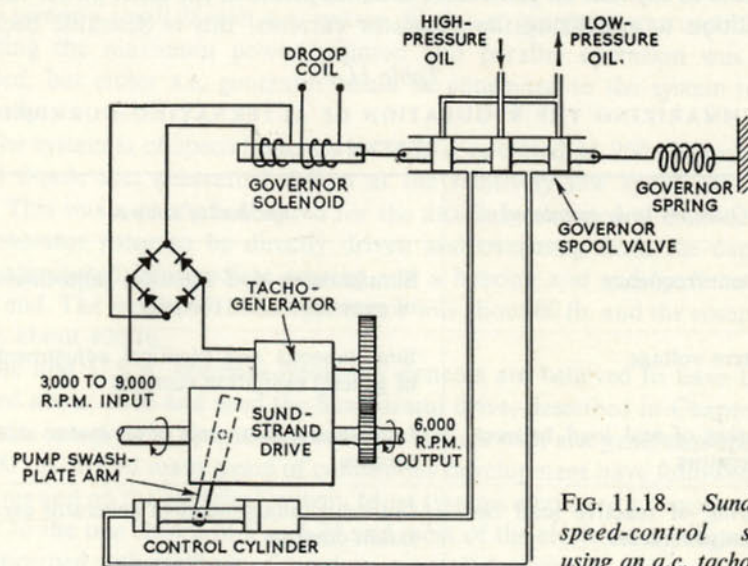 HIGH-
PRESSURE
OIL.
LOW-
PRESSURE
OIL.
DROOP
COIL
GOVERNOR
SOLENOID
GOVERNOR
SPRING
GOVERNOR
SPOOL VALVE
TACHO-
GENERATOR
3,000 TO 9,000
R.P.M. INPUT
SUND-
STRAND
DRIVE
6,000
R.P.M.
OUTPUT
PUMP SWASH-
PLATE ARM
CONTROL CYLINDER
FIG. 11.18.
speed-control
using an a.c.